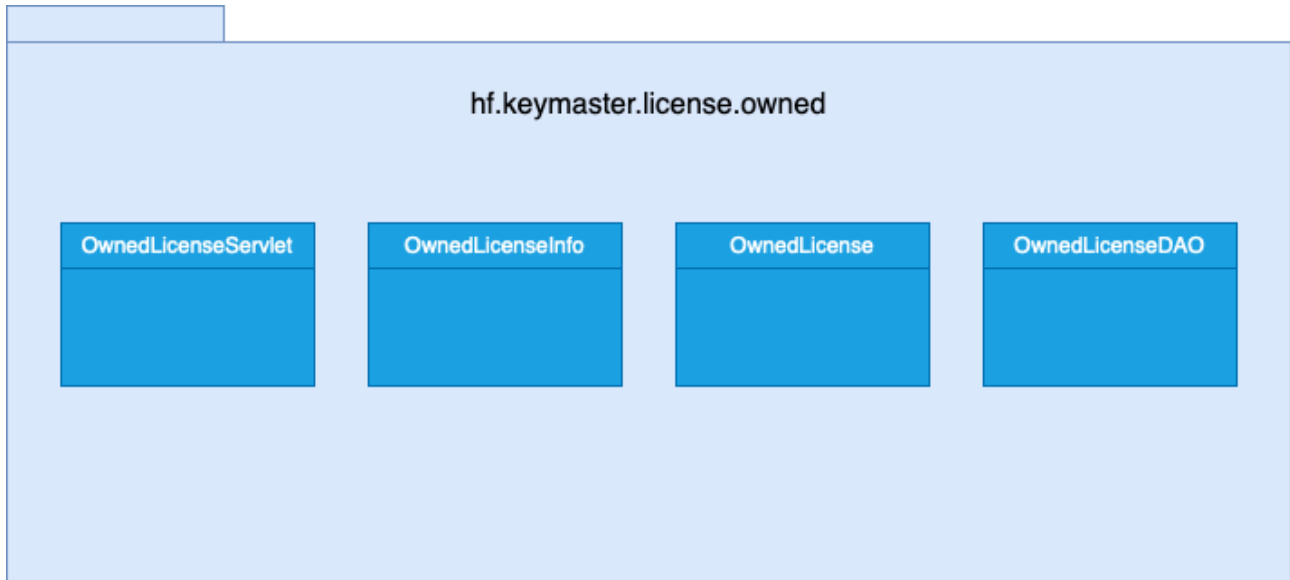 hf.keymaster.license.owned
OwnedLicenseServlet
OwnedLicenseInfo
OwnedLicense
OwnedLicenseDAO